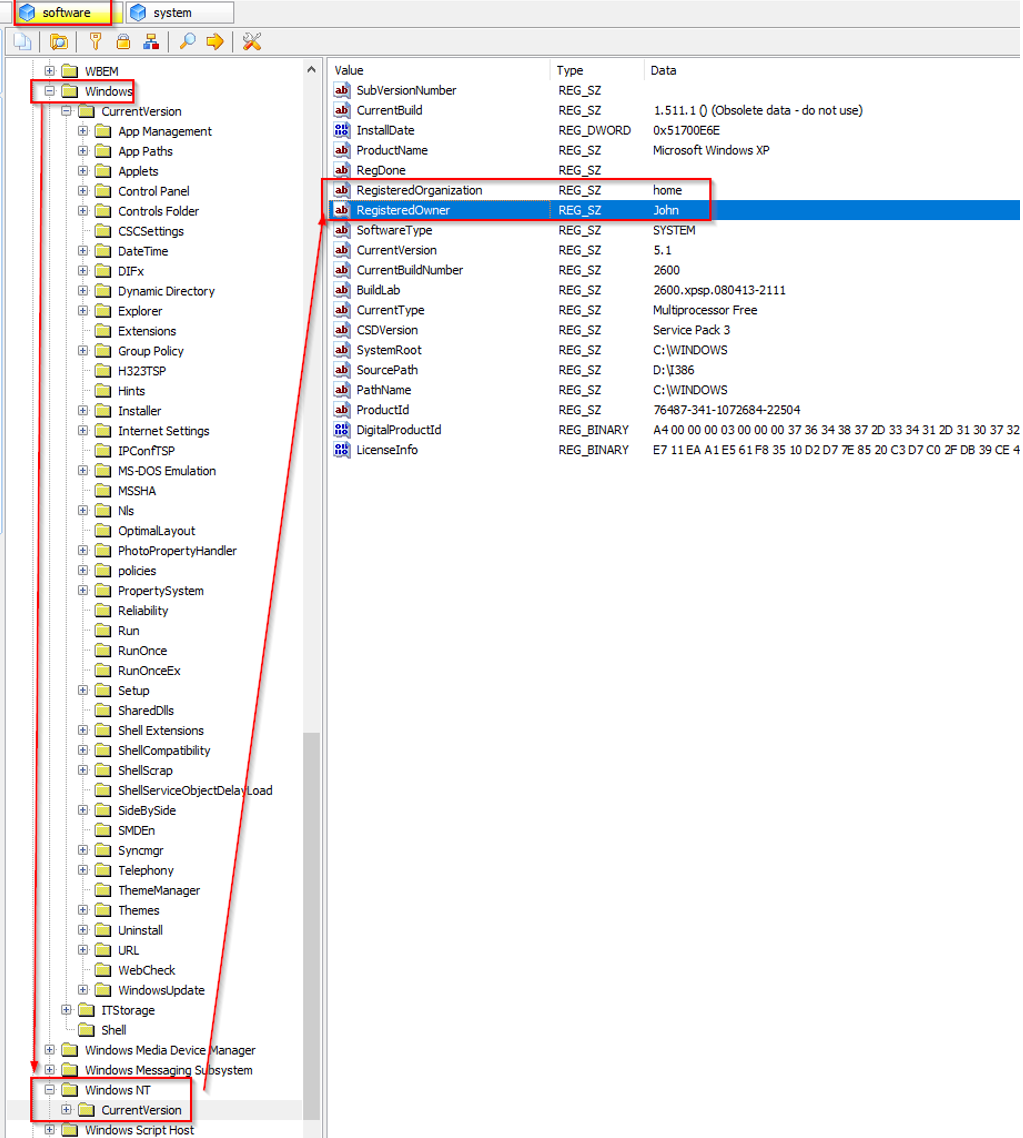 software system
WBEM
Windows
CurrentVersion
App Management
App Paths
Applets
Control Panel
Controls Folder
CSCSettings
DateTime
DIFx
Dynamic Directory
Explorer
Extensions
Group Policy
H323TSP
Hints
Installer
Internet Settings
IPConfTSP
MS-DOS Emulation
MSSHA
Nls
OptimalLayout
PhotoPropertyHandler
policies
PropertySystem
Reliability
Run
RunOnce
RunOnceEx
Setup
SharedDlls
Shell Extensions
ShellCompatibility
ShellScrap
ShellServiceObjectDelayLoad
SideBySide
SMDEn
Syncmgr
Telephony
ThemeManager
Themes
Uninstall
URL
WebCheck
WindowsUpdate
ITStorage
Shell
Windows Media Device Manager
Windows Messaging Subsystem
Windows NT
CurrentVersion
Windows Script Host
Value Type Data
SubVersionNumber REG_SZ
CurrentBuild REG_SZ 1.511.1 () (Obsolete data - do not use)
InstallDate REG_DWORD 0x51700E6E
ProductName REG_SZ Microsoft Windows XP
RegDone REG_SZ
RegisteredOrganization REG_SZ home
RegisteredOwner REG_SZ John
SoftwareType REG_SZ SYSTEM
CurrentVersion REG_SZ 5.1
CurrentBuildNumber REG_SZ 2600
BuildLab REG_SZ 2600.xpsp.080413-2111
CurrentType REG_SZ Multiprocessor Free
CSDVersion REG_SZ Service Pack 3
SystemRoot REG_SZ C:\WINDOWS
SourcePath REG_SZ D:\I386
PathName REG_SZ C:\WINDOWS
ProductId REG_SZ 76487-341-1072684-22504
DigitalProductId REG_BINARY A4 00 00 00 03 00 00 00 37 36 34 38 37 2D 33 34 31 2D 31 30 37 32
LicenseInfo REG_BINARY E7 11 EA A1 E5 61 F8 35 10 D2 D7 7E 85 20 C3 D7 C0 2F DB 39 CE 4